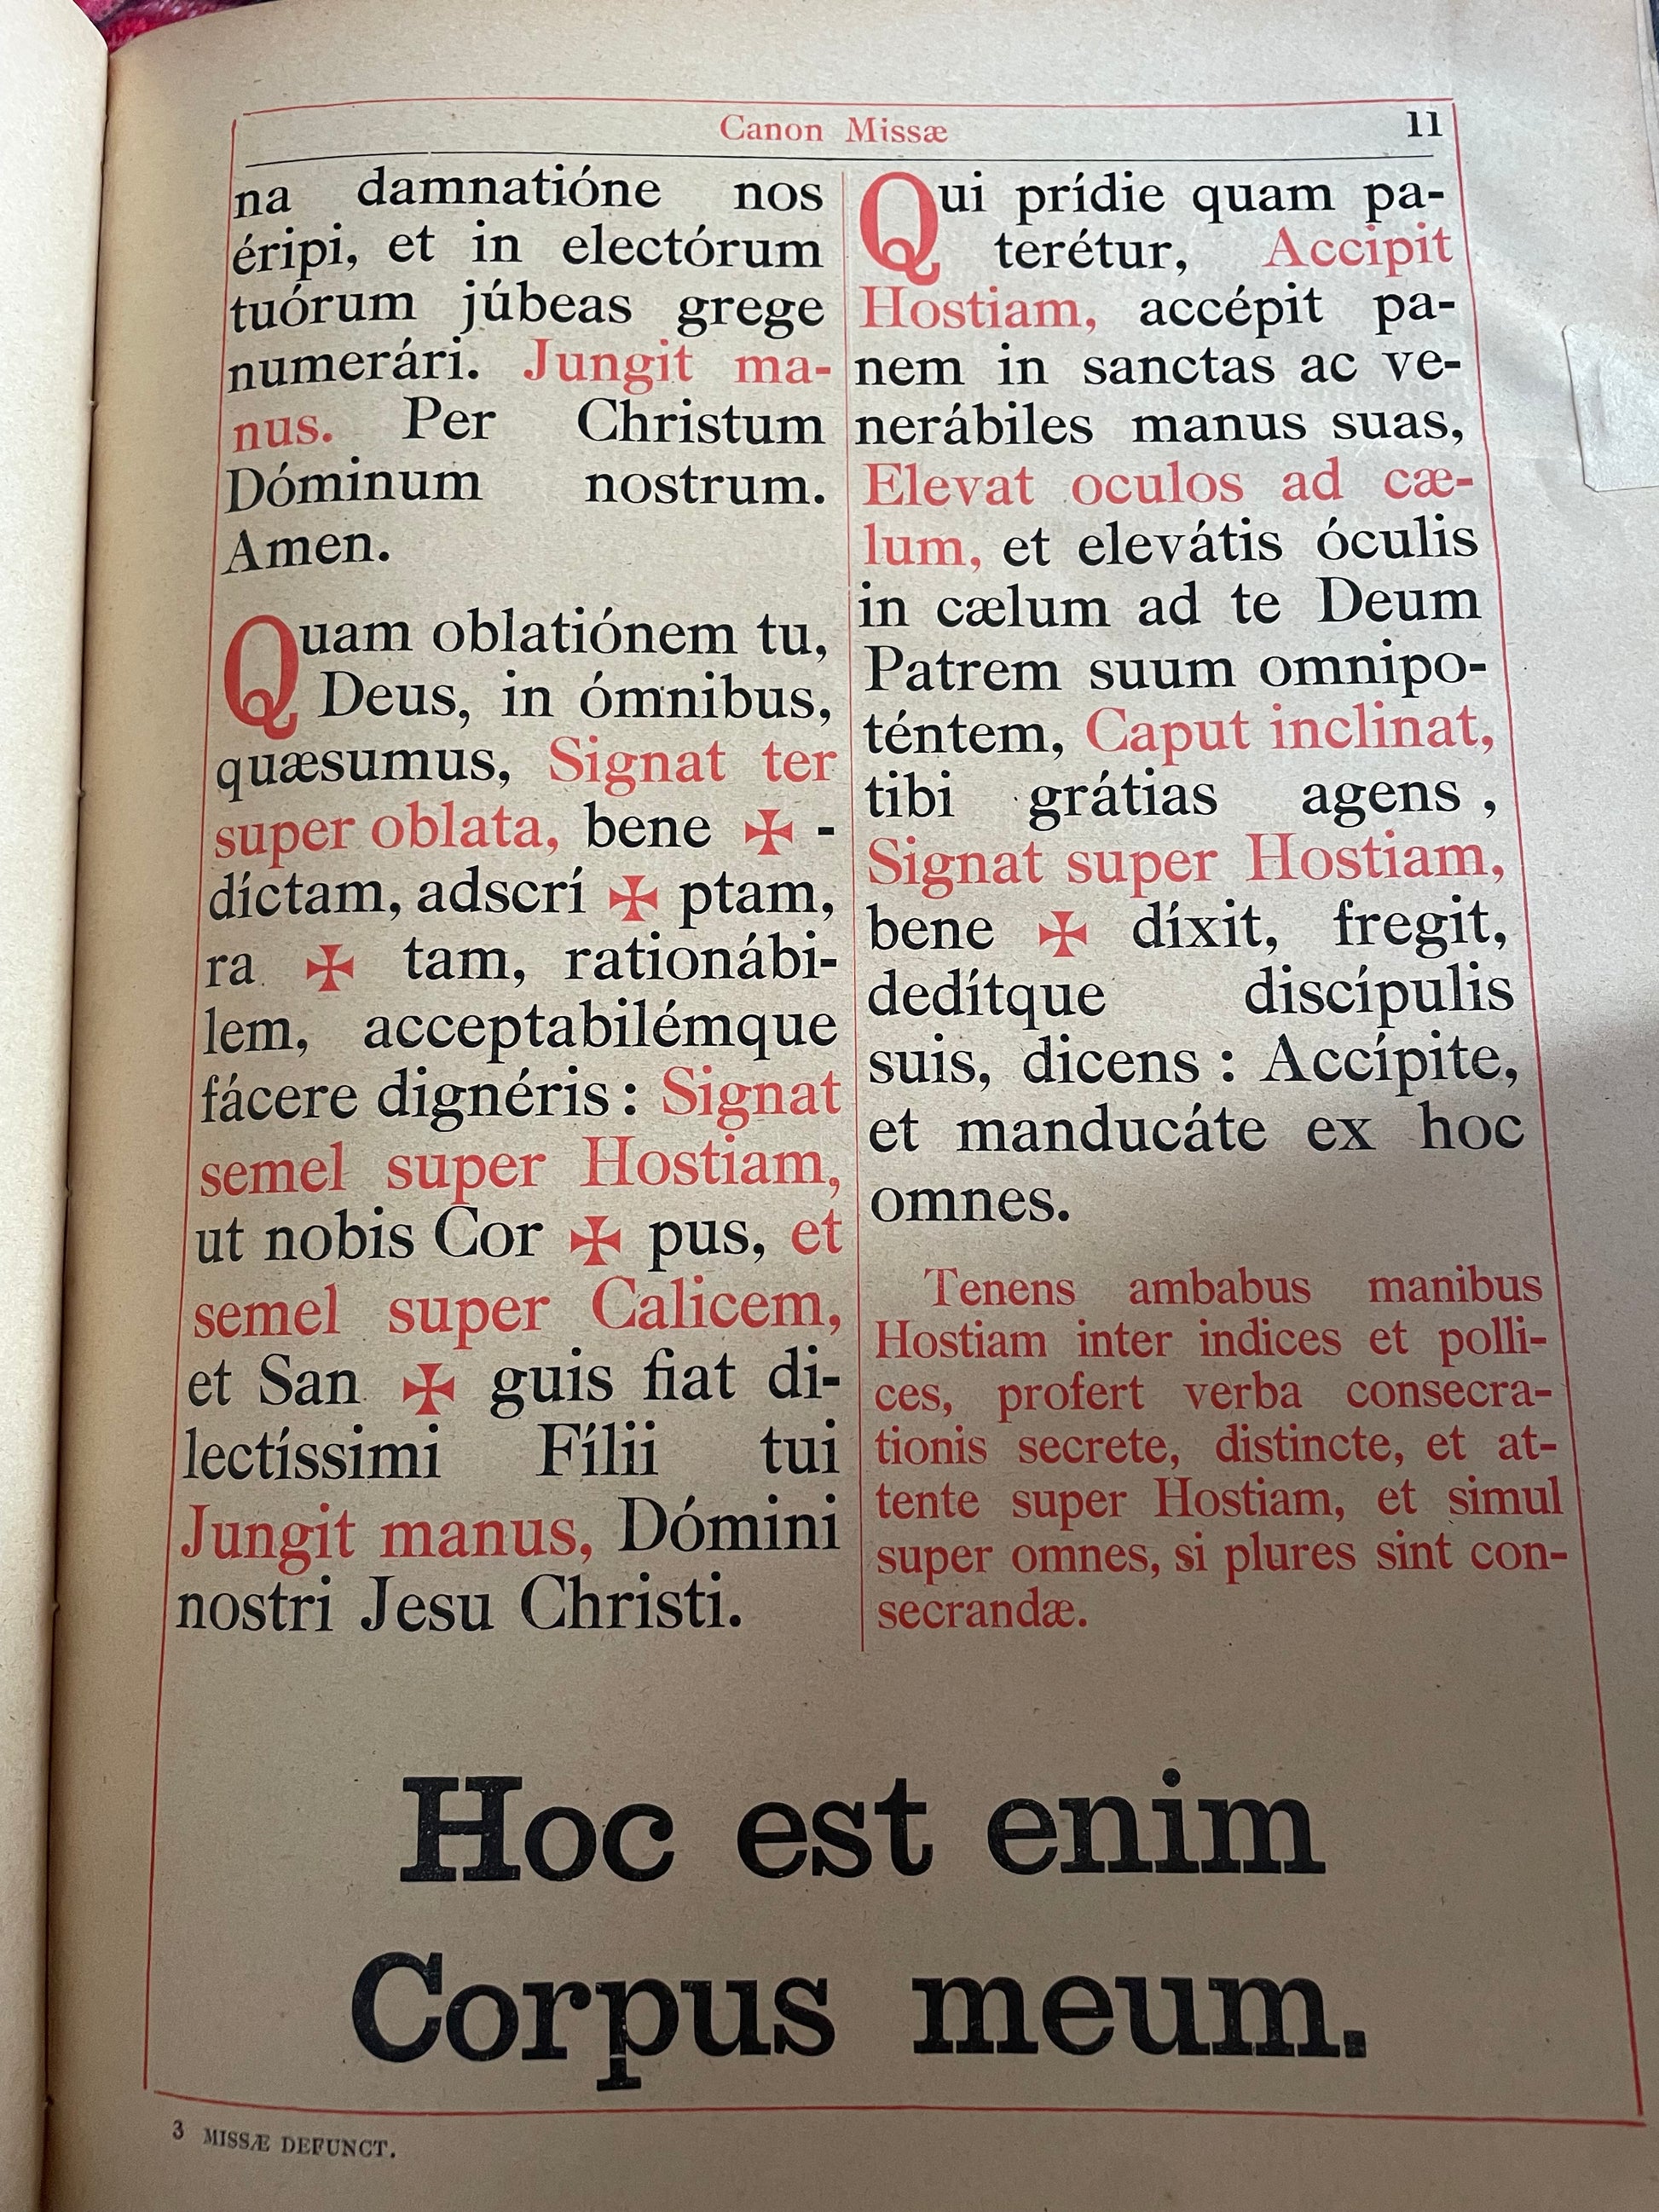 Canon Missæ
11
na damnatióne nos
éripi, et in electórum
tuórum júbeas grege
numerári. Jungit ma-
nus. Per Christum
Dóminum nostrum.
Amen.
Quam oblatiónem tu,
Deus, in ómnibus,
quæsumus, Signat ter
super oblata, bene ✠ -
díctam, adscrí ✠ ptam,
ra ✠ tam, rationábi-
lem, acceptabilémque
fácere dignéris : Signat
semel super Hostiam,
ut nobis Cor ✠ pus, et
semel super Calicem,
et San ✠ guis fiat di-
lectíssimi Fílii tui
Jungit manus, Dómini
nostri Jesu Christi.
Qui prídie quam pa-
terétur, Accipit
Hostiam, accépit pa-
nem in sanctas ac ve-
nerábiles manus suas,
Elevat oculos ad cæ-
lum, et elevátis óculis
in cælum ad te Deum
Patrem suum omnipo-
téntem, Caput inclinat,
tibi grátias agens ,
Signat super Hostiam,
bene ✠ díxit, fregit,
dedítque discípulis
suis, dicens : Accípite,
et manducáte ex hoc
omnes.
Tenens ambabus manibus
Hostiam inter indices et polli-
ces, profert verba consecra-
tionis secrete, distincte, et at-
tente super Hostiam, et simul
super omnes, si plures sint con-
secrandæ.
Hoc est enim
Corpus meum.
3 MISSÆ DEFUNCT.